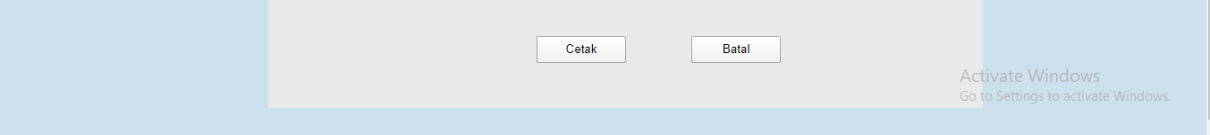 Cetak Batal
Activate Windows
Go to Settings to activate Windows.